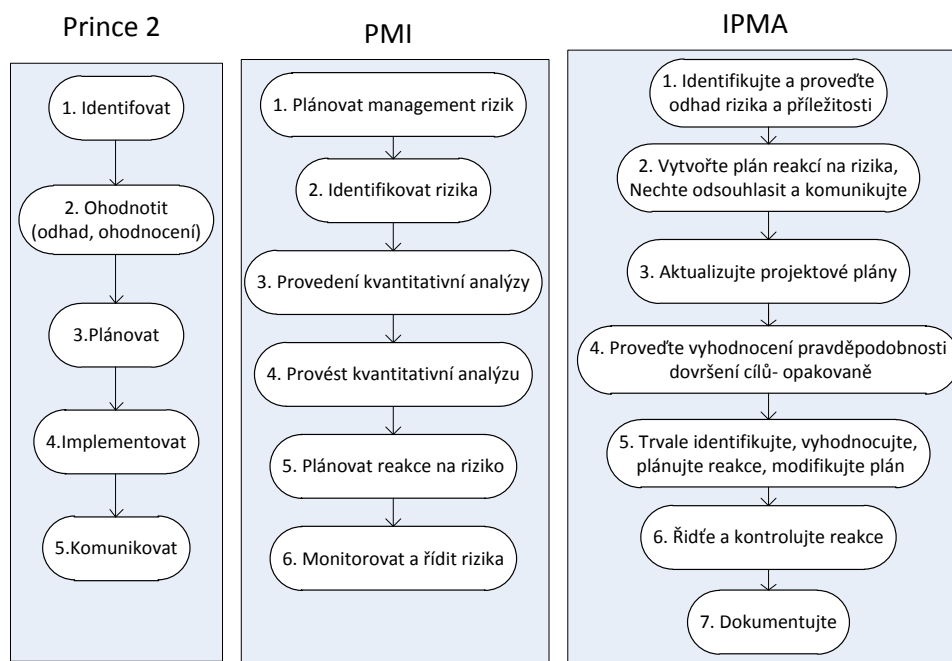 Prince 2
1. Identifovat
2. Ohodnotit
(odhad, ohodnocení)
3.Plánovat
4.Implementovat
5.Komunikovat
PMI
1. Plánovat management rizik
2. Identifikovat rizika
3. Provedení kvantitativní analýzy
4. Provést kvantitativní analýzu
5. Plánovat reakce na riziko
6. Monitorovat a řídit rizika
IPMA
1. Identifikujte a proveďte
odhad rizika a příležitosti
2. Vytvořte plán reakcí na rizika,
Nechte odsouhlasit a komunikujte
3. Aktualizujte projektové plány
4. Proveďte vyhodnocení pravděpodobnosti
dovršení cílů- opakovaně
5. Trvale identifikujte, vyhodnocujte,
plánujte reakce, modifikujte plán
6. Řidťe a kontrolujte reakce
7. Dokumentujte